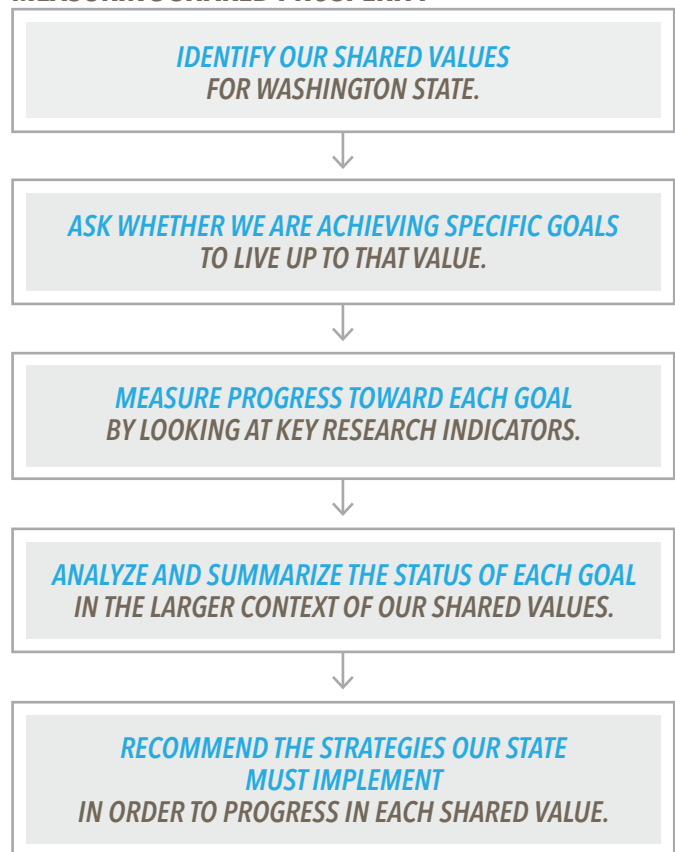 MEASURING SHARED PROSPERITY
IDENTIFY OUR SHARED VALUES
FOR WASHINGTON STATE.
ASK WHETHER WE ARE ACHIEVING SPECIFIC GOALS
TO LIVE UP TO THAT VALUE.
MEASURE PROGRESS TOWARD EACH GOAL
BY LOOKING AT KEY RESEARCH INDICATORS.
ANALYZE AND SUMMARIZE THE STATUS OF EACH GOAL
IN THE LARGER CONTEXT OF OUR SHARED VALUES.
RECOMMEND THE STRATEGIES OUR STATE
MUST IMPLEMENT
IN ORDER TO PROGRESS IN EACH SHARED VALUE.